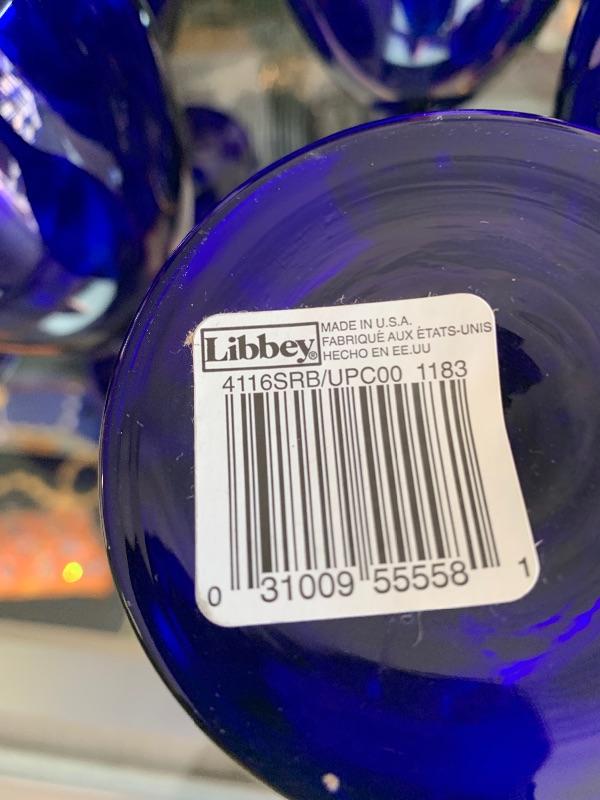 Libbey®
MADE IN U.S.A.
FABRIQUÉ AUX ÉTATS-UNIS
HECHO EN EE.UU
4116SRB/UPC00 1183
0 31009 55558 1